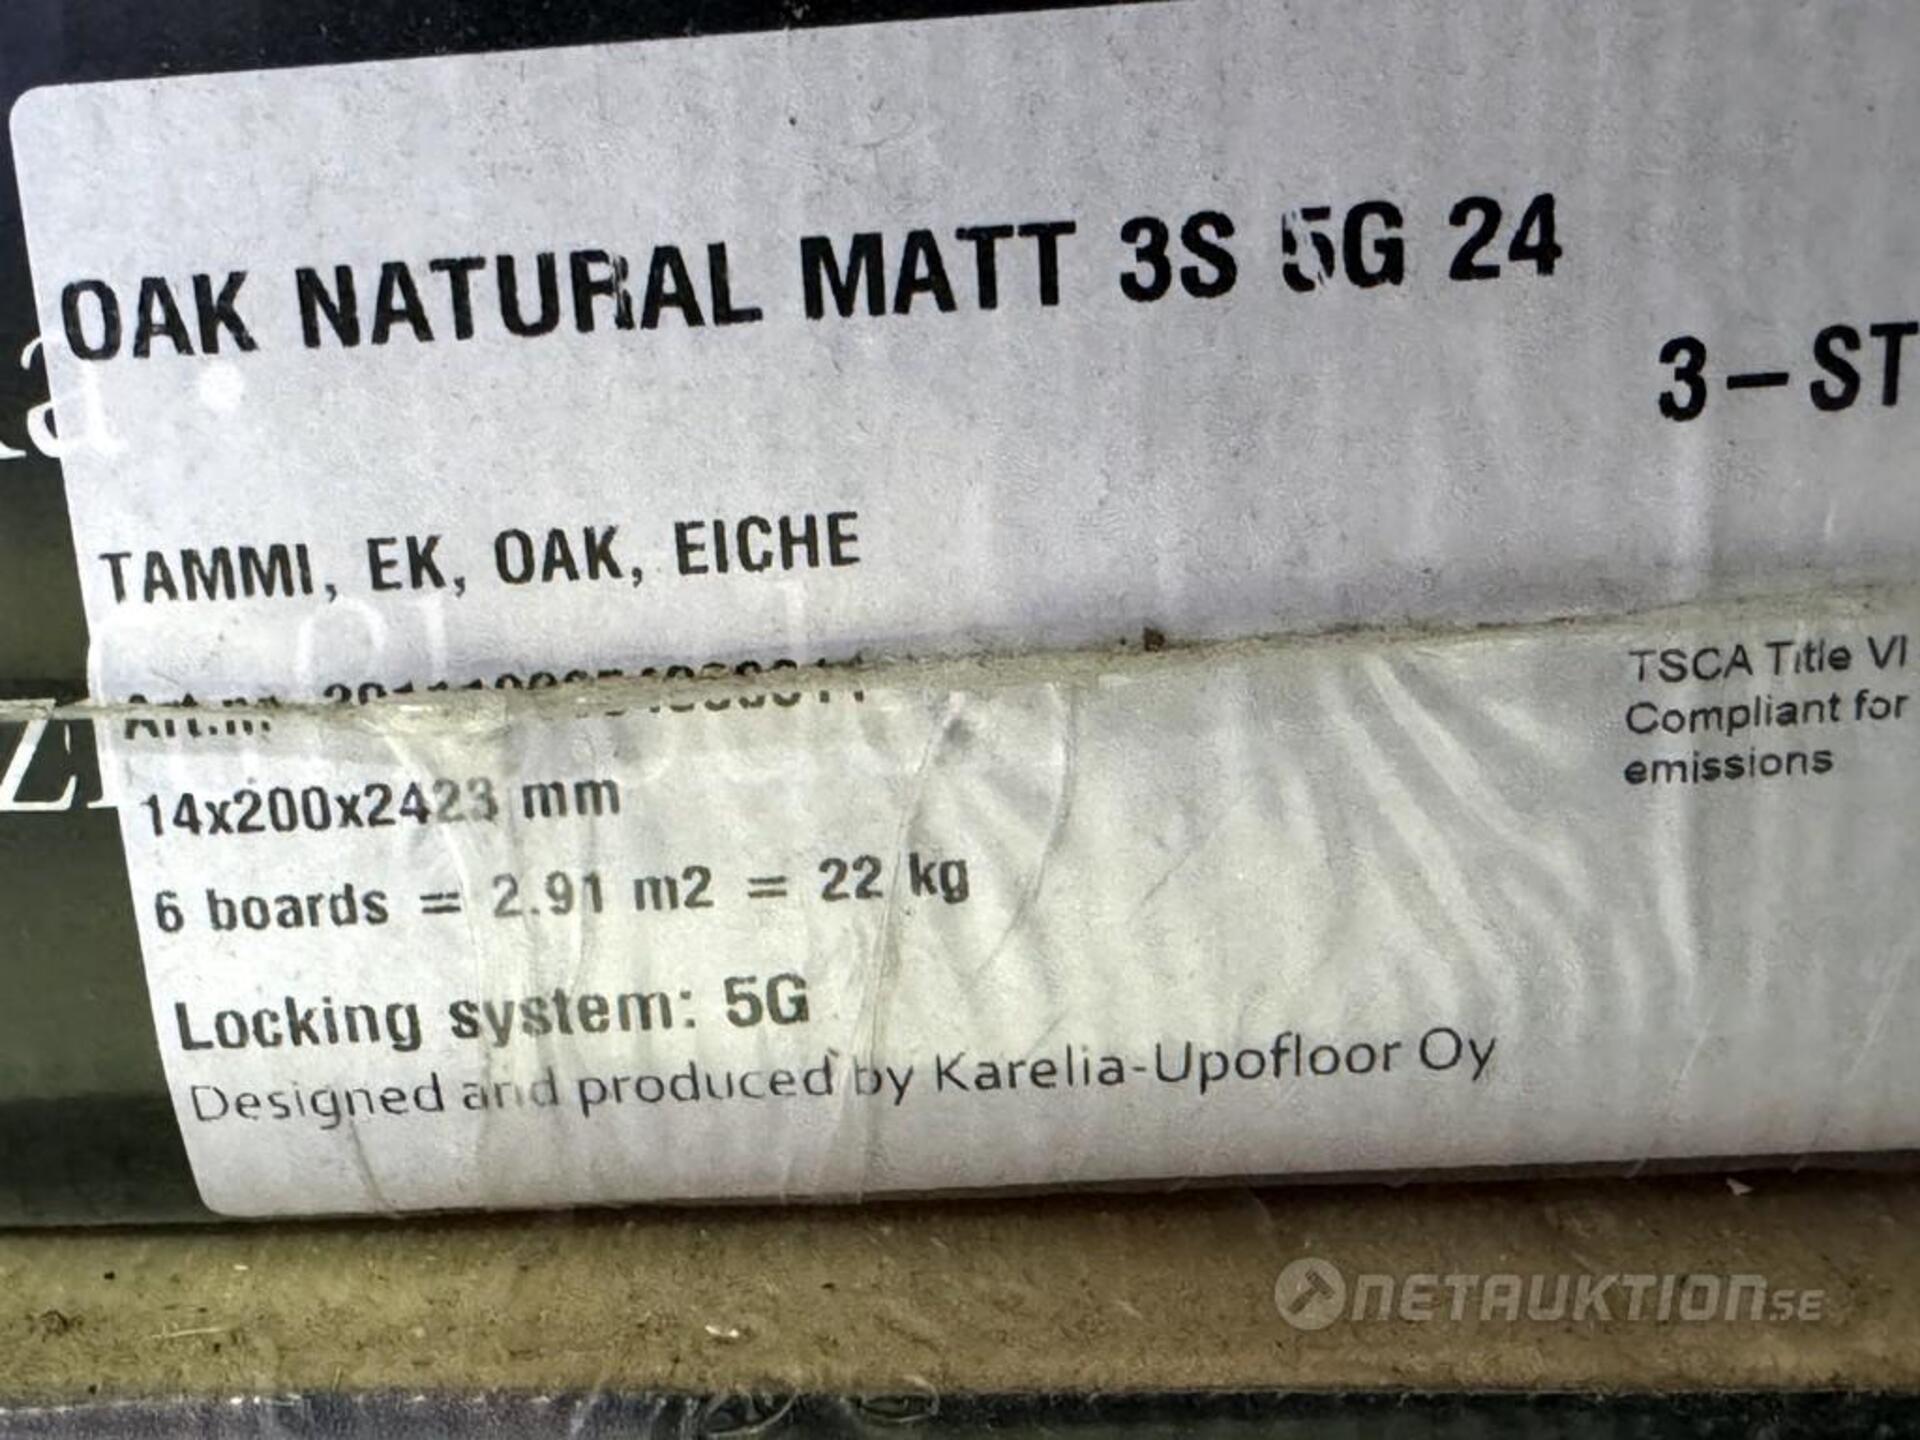 OAK NATURAL MATT 3S 5G 24
3-ST
TAMMI, EK, OAK, EICHE
Art.nr.
TSCA Title VI
Compliant for
emissions
14x200x2423 mm
6 boards = 2.91 m2 = 22 kg
Locking system: 5G
Designed and produced by Karelia-Upofloor Oy
NETAUKTION.SE